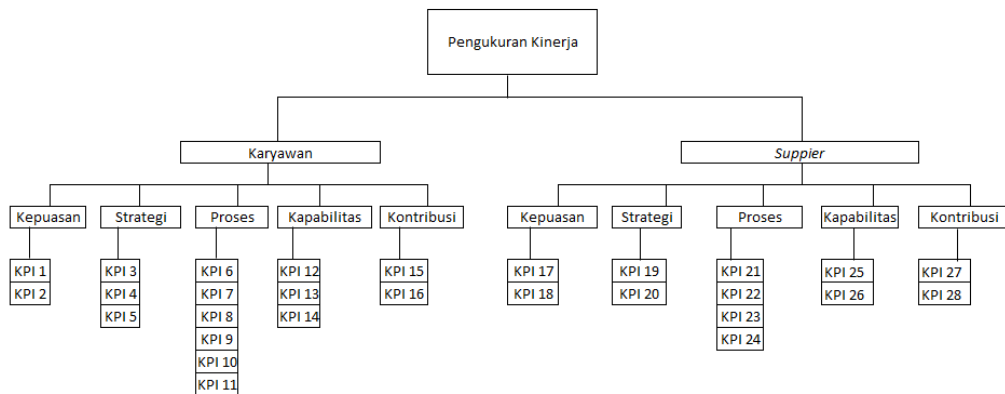 Pengukuran Kinerja
Karyawan
Suppier
Kepuasan
Strategi
Proses
Kapabilitas
Kontribusi
Kepuasan
Strategi
Proses
Kapabilitas
Kontribusi
KPI 1
KPI 2
KPI 3
KPI 4
KPI 5
KPI 6
KPI 7
KPI 8
KPI 9
KPI 10
KPI 11
KPI 12
KPI 13
KPI 14
KPI 15
KPI 16
KPI 17
KPI 18
KPI 19
KPI 20
KPI 21
KPI 22
KPI 23
KPI 24
KPI 25
KPI 26
KPI 27
KPI 28